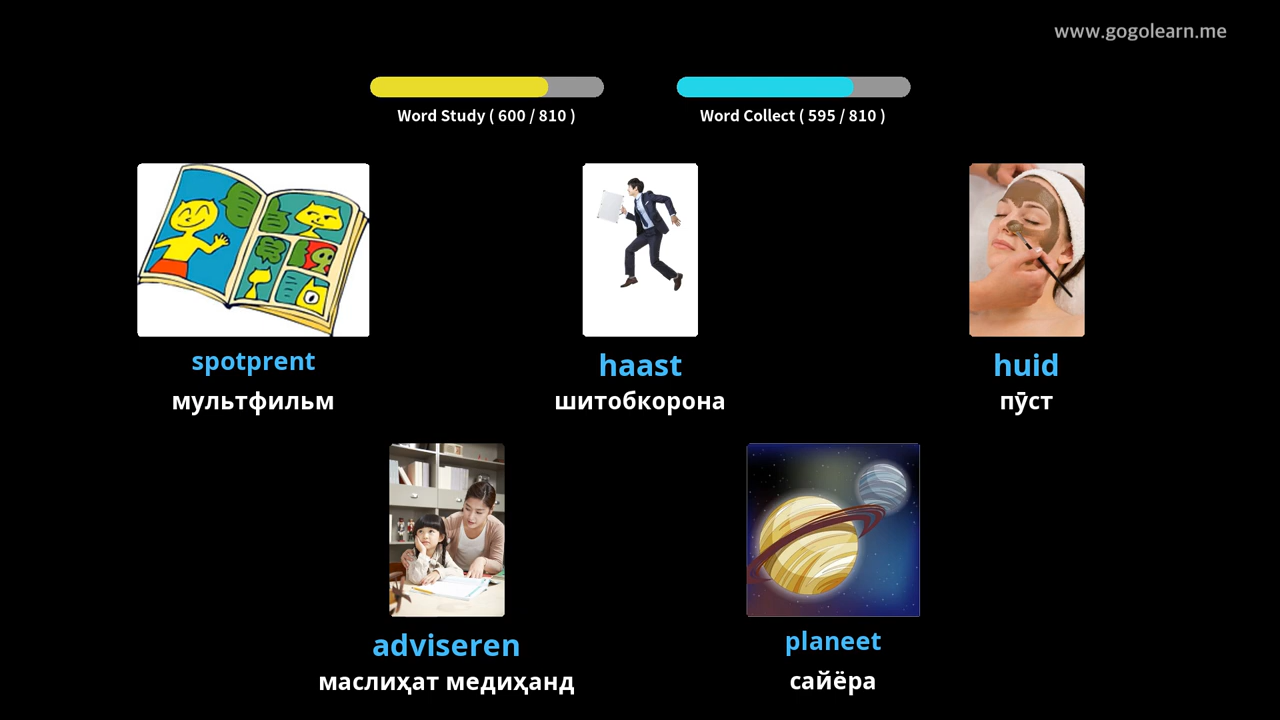 www.gogolearn.me
Word Study ( 600 / 810 )
Word Collect ( 595 / 810 )
spotprent
мультфильм
haast
шитобкорона
huid
пӯст
adviseren
маслиҳат медиҳанд
planeet
сайёра